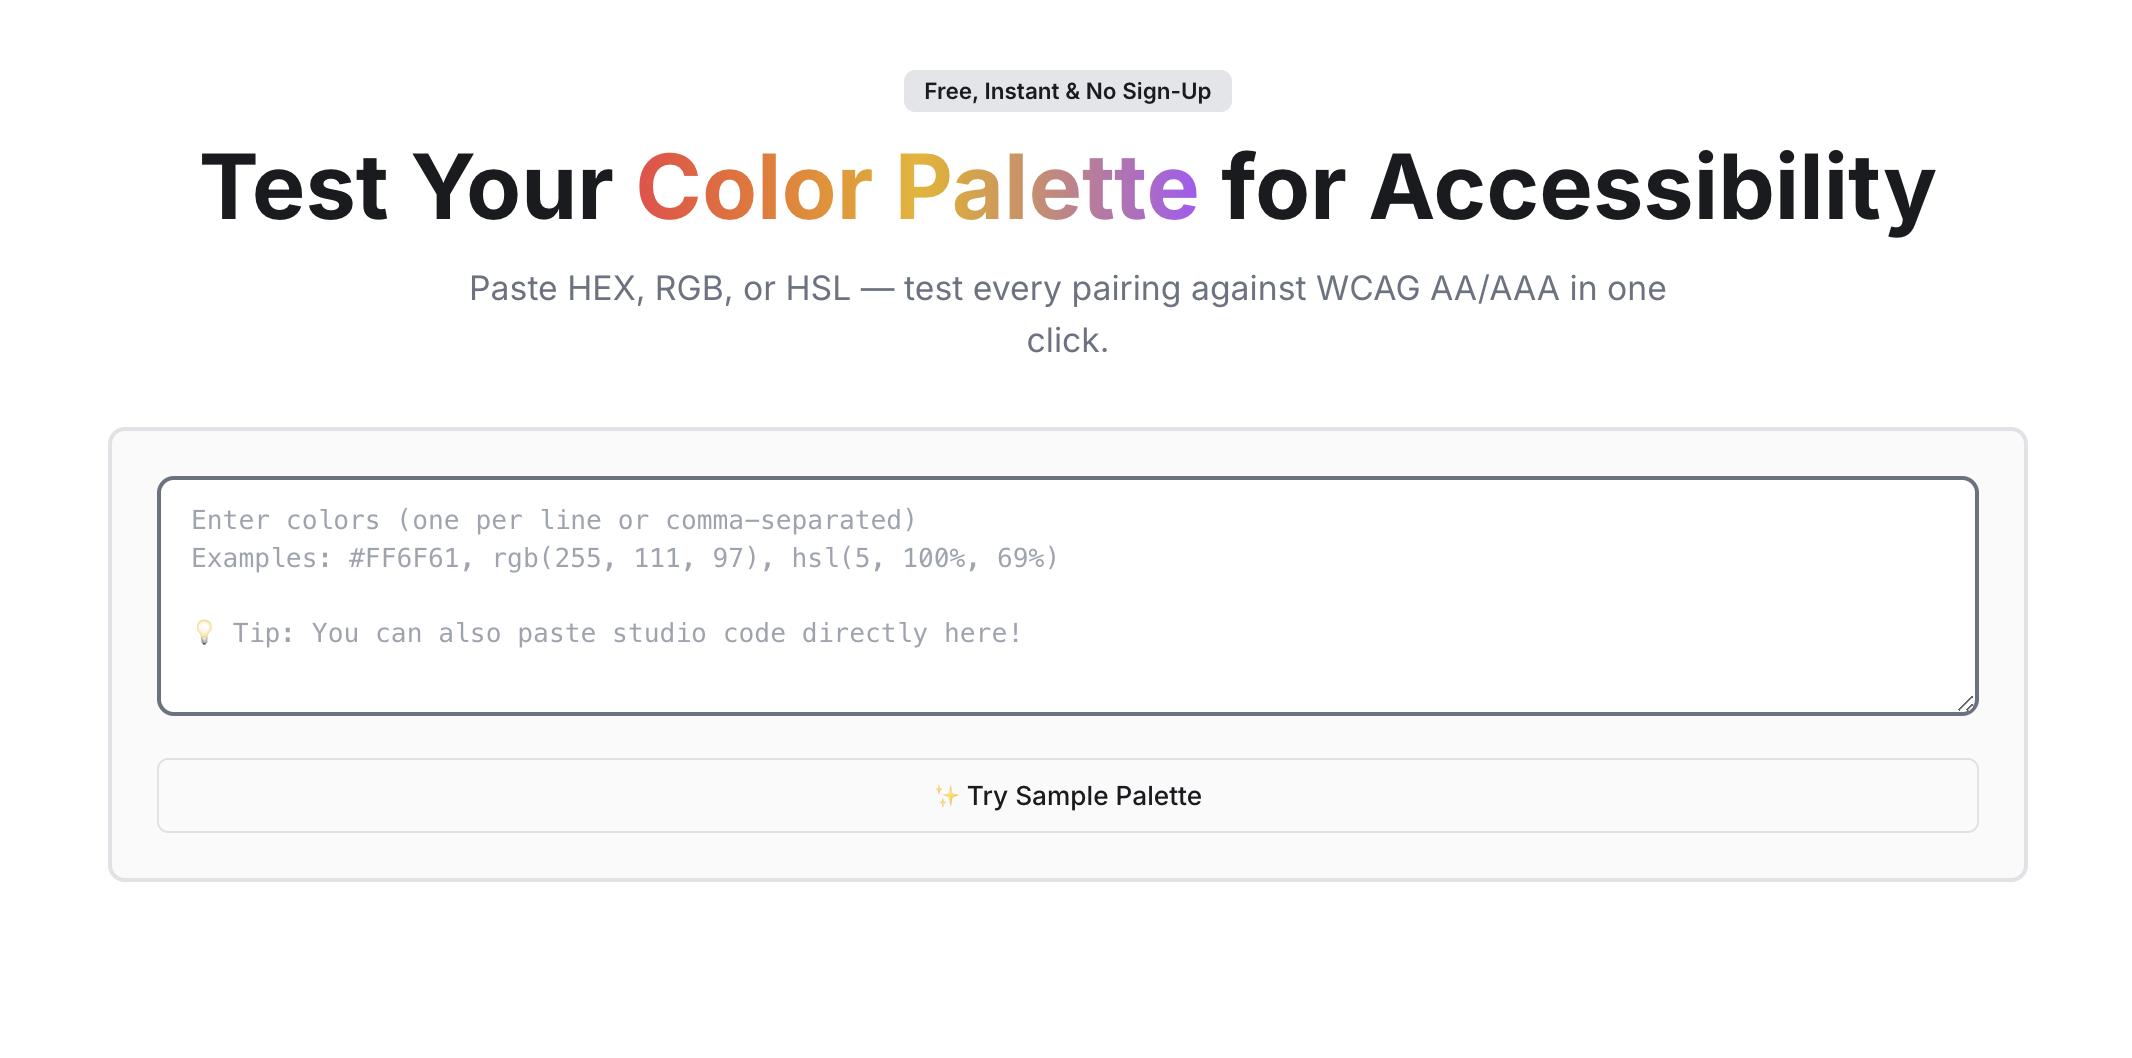 Free, Instant & No Sign-Up
Test Your Color Palette for Accessibility
Paste HEX, RGB, or HSL — test every pairing against WCAG AA/AAA in one
click.
Enter colors (one per line or comma-separated)
Examples: #FF6F61, rgb(255, 111, 97), hsl(5, 100%, 69%)
💡 Tip: You can also paste studio code directly here!
✨ Try Sample Palette